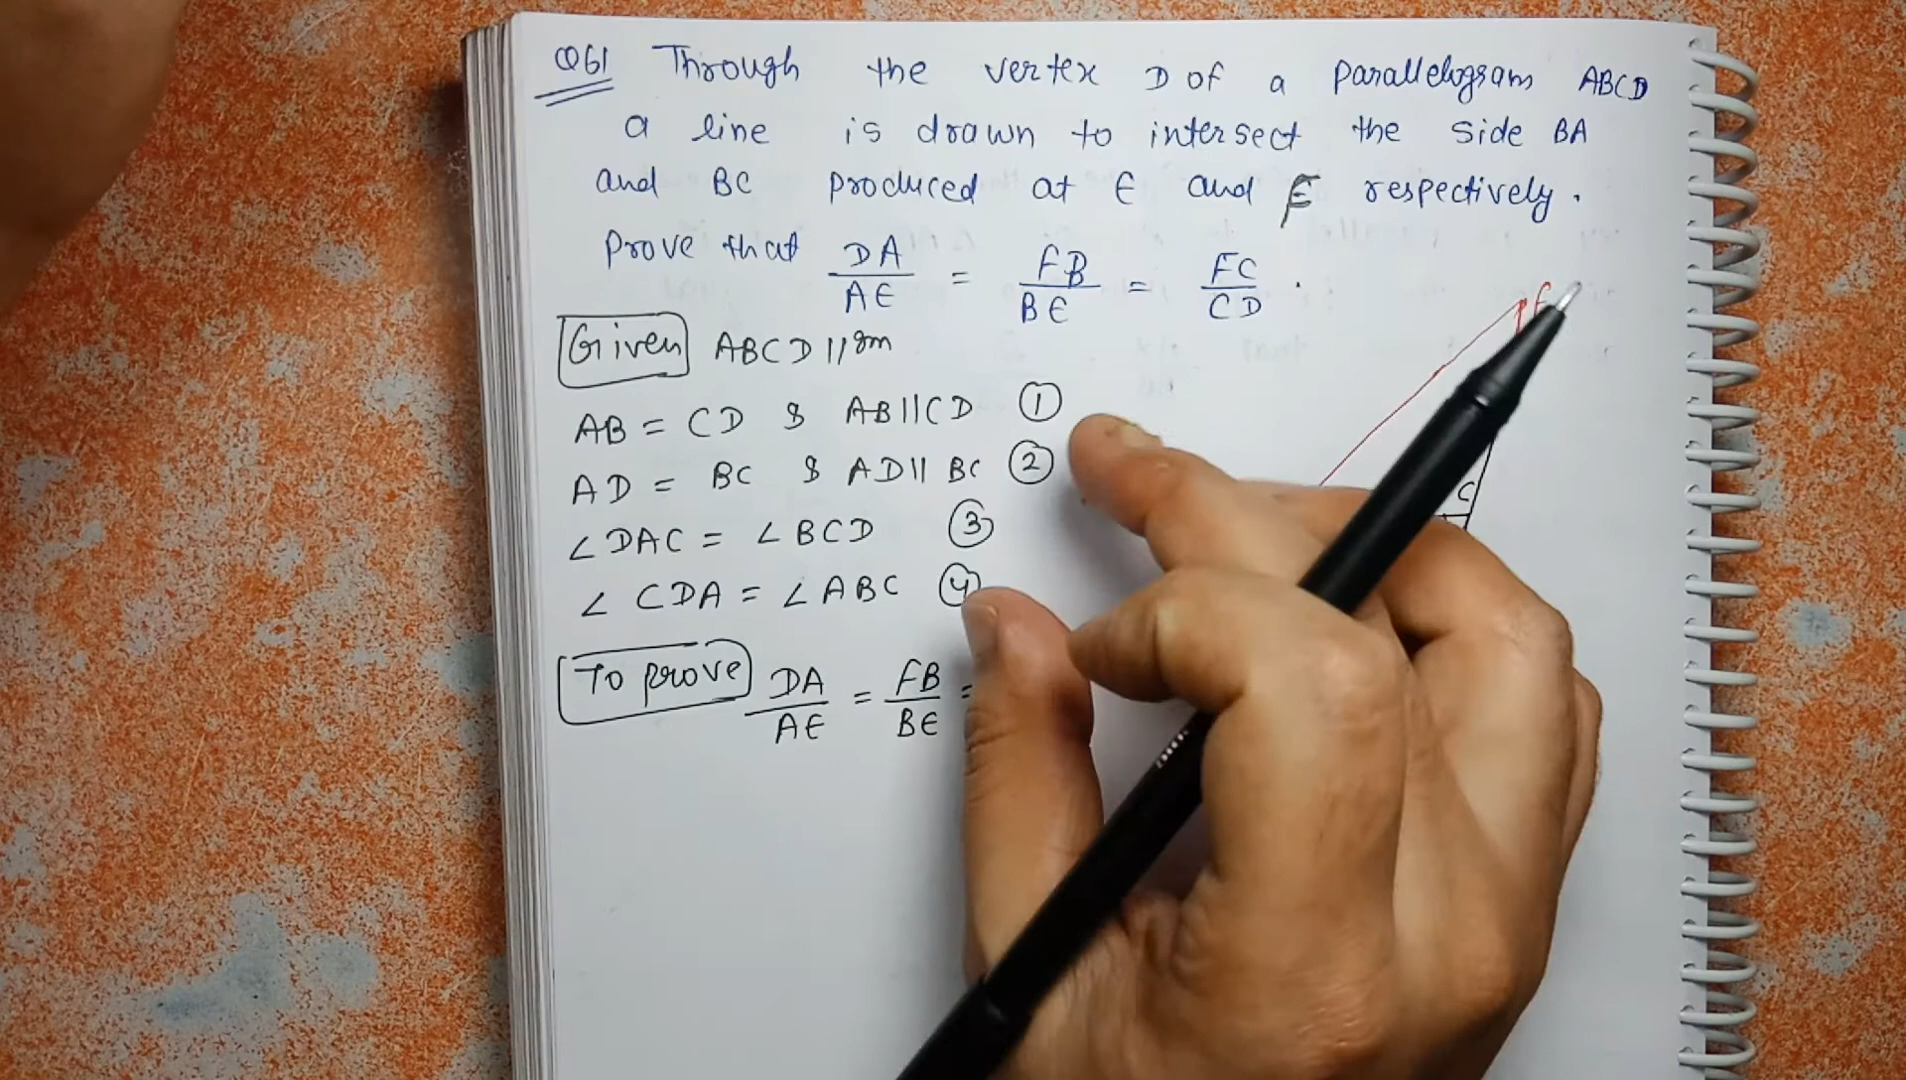 Q61 Through the vertex D of a Parallelogram ABCD
a line is drawn to intersect the side BA
and BC produced at E and F respectively.
Prove that DA/AE = FB/BE = FC/CD.
Given ABCD ||gm
AB = CD & AB||CD ①
AD = BC & AD||BC ②
∠DAC = ∠BCD ③
∠CDA = ∠ABC ④
To prove DA/AE = FB/BE =
F
C